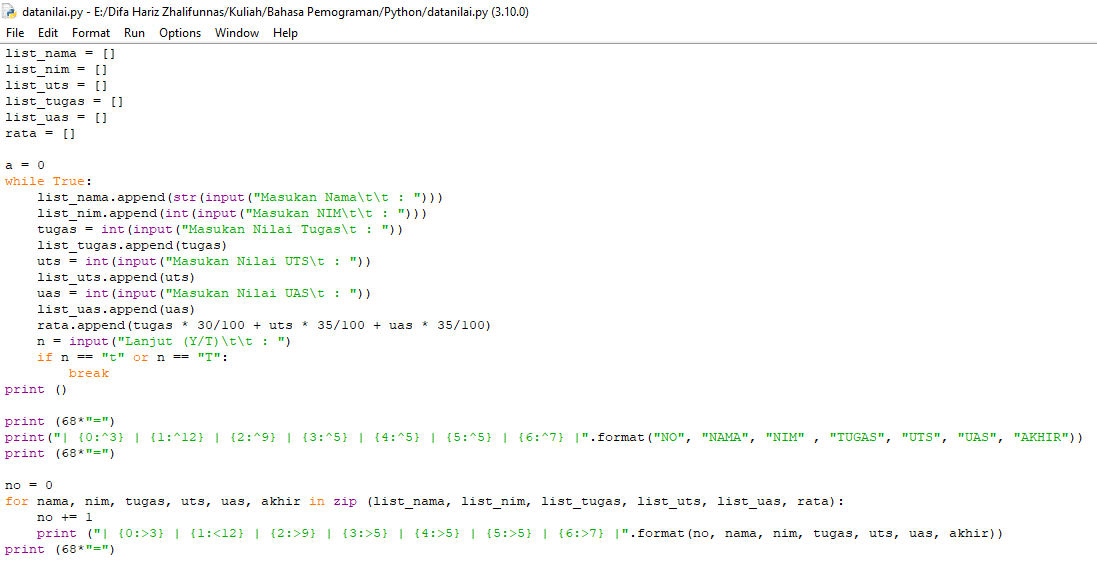 datanilai.py - E:/Difa Hariz Zhalifunnas/Kuliah/Bahasa Pemograman/Python/datanilai.py (3.10.0)
File Edit Format Run Options Window Help
list_nama = []
list_nim = []
list_uts = []
list_tugas = []
list_uas = []
rata = []

a = 0
while True:
    list_nama.append(str(input("Masukan Nama\t\t : ")))
    list_nim.append(int(input("Masukan NIM\t\t : ")))
    tugas = int(input("Masukan Nilai Tugas\t : "))
    list_tugas.append(tugas)
    uts = int(input("Masukan Nilai UTS\t : "))
    list_uts.append(uts)
    uas = int(input("Masukan Nilai UAS\t : "))
    list_uas.append(uas)
    rata.append(tugas * 30/100 + uts * 35/100 + uas * 35/100)
    n = input("Lanjut (Y/T)\t\t : ")
    if n == "t" or n == "T":
        break
print ()

print (68*"=")
print("| {0:^3} | {1:^12} | {2:^9} | {3:^5} | {4:^5} | {5:^5} | {6:^7} |".format("NO", "NAMA", "NIM" , "TUGAS", "UTS", "UAS", "AKHIR"))
print (68*"=")

no = 0
for nama, nim, tugas, uts, uas, akhir in zip (list_nama, list_nim, list_tugas, list_uts, list_uas, rata):
    no += 1
    print ("| {0:>3} | {1:<12} | {2:>9} | {3:>5} | {4:>5} | {5:>5} | {6:>7} |".format(no, nama, nim, tugas, uts, uas, akhir))
print (68*"=")